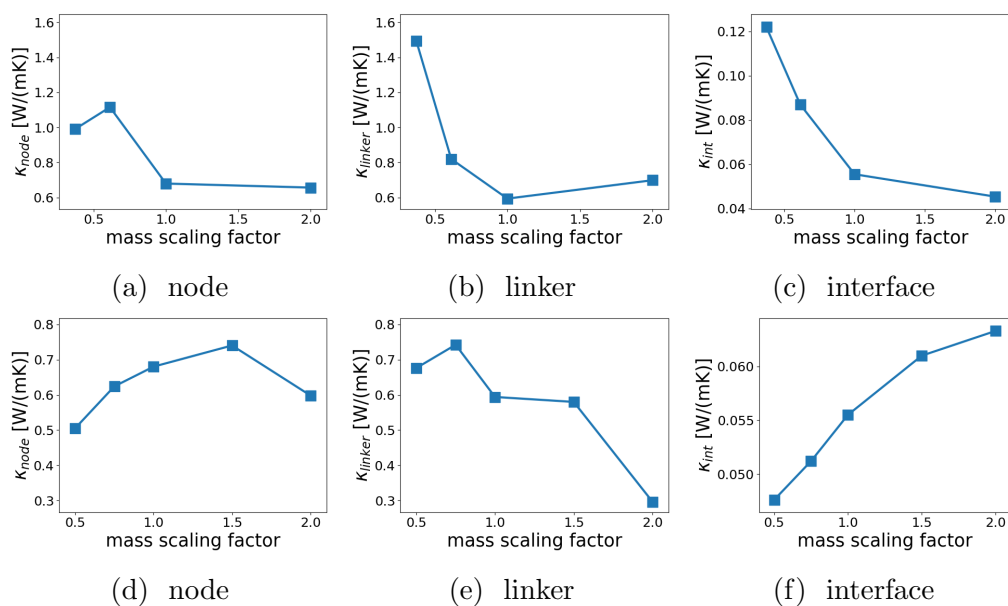 1.6
1.4
1.2
1.0
0.8
0.6
κnode [W/(mK)]
0.5 1.0 1.5 2.0
mass scaling factor
(a) node
1.6
1.4
1.2
1.0
0.8
0.6
κlinker [W/(mK)]
0.5 1.0 1.5 2.0
mass scaling factor
(b) linker
0.12
0.10
0.08
0.06
0.04
κint [W/(mK)]
0.5 1.0 1.5 2.0
mass scaling factor
(c) interface
0.8
0.7
0.6
0.5
0.4
0.3
κnode [W/(mK)]
0.5 1.0 1.5 2.0
mass scaling factor
(d) node
0.8
0.7
0.6
0.5
0.4
0.3
κlinker [W/(mK)]
0.5 1.0 1.5 2.0
mass scaling factor
(e) linker
0.060
0.055
0.050
κint [W/(mK)]
0.5 1.0 1.5 2.0
mass scaling factor
(f) interface